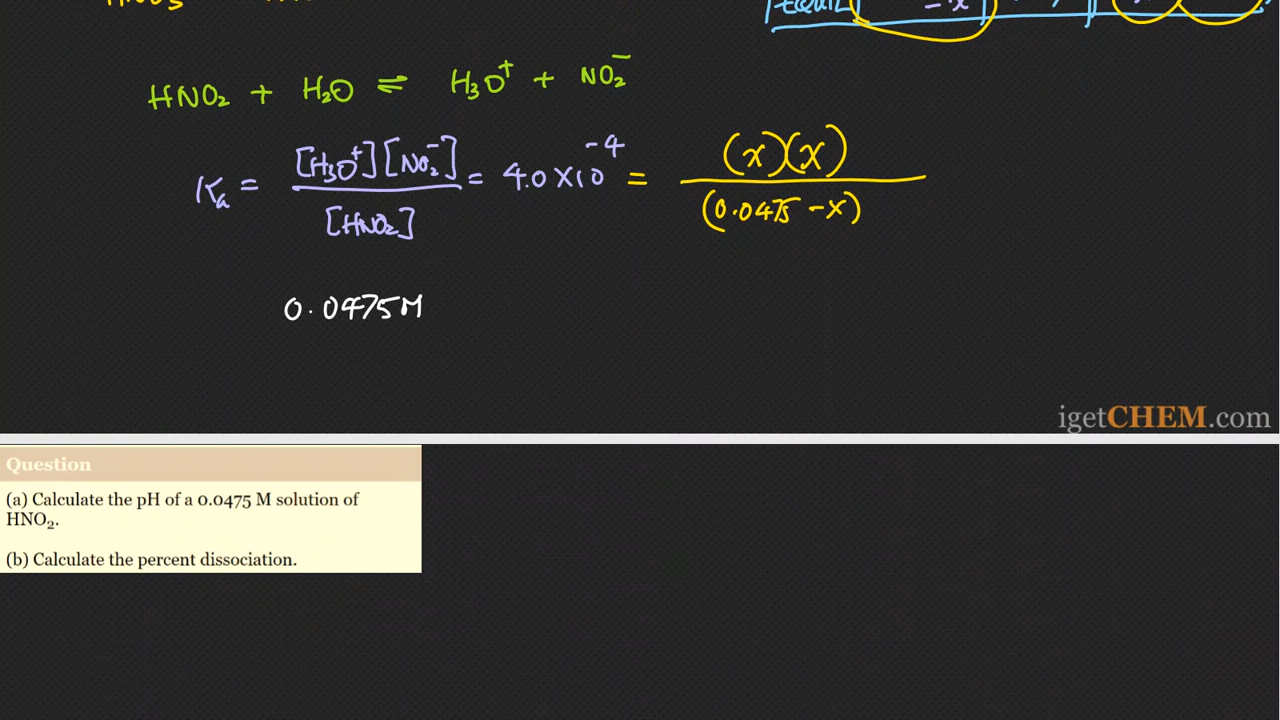 HNO₂ + H₂O ⇌ H₃O⁺ + NO₂⁻
Kₐ = [H₃O⁺][NO₂⁻] / [HNO₂] = 4.0 X10⁻⁴ = (x)(x) / (0.0475 - x)
0.0475M
igetCHEM.com
Question
(a) Calculate the pH of a 0.0475 M solution of
HNO₂.
(b) Calculate the percent dissociation.